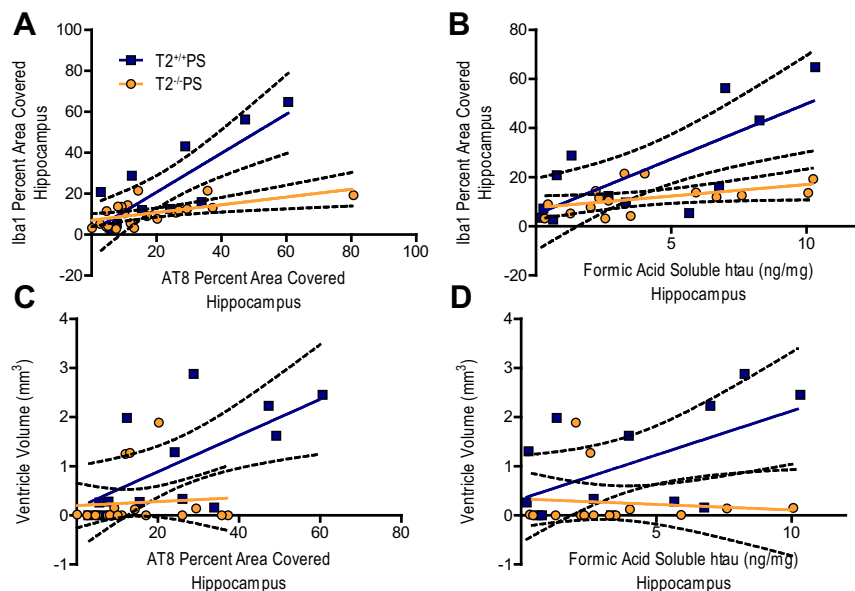 A
B
100
80
60
40
20
0
-20
Iba1 Percent Area Covered
Hippocampus
T2+/+PS
T2-/-PS
20
40
60
80
100
AT8 Percent Area Covered
Hippocampus
80
60
40
20
0
-20
Iba1 Percent Area Covered
Hippocampus
5
10
Formic Acid Soluble htau (ng/mg)
Hippocampus
C
D
4
3
2
1
0
-1
Ventricle Volume (mm3)
20
40
60
80
AT8 Percent Area Covered
Hippocampus
4
3
2
1
0
-1
Ventricle Volume (mm3)
5
10
Formic Acid Soluble htau (ng/mg)
Hippocampus